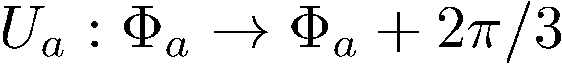 U_a : Φ_a → Φ_a + 2π/3